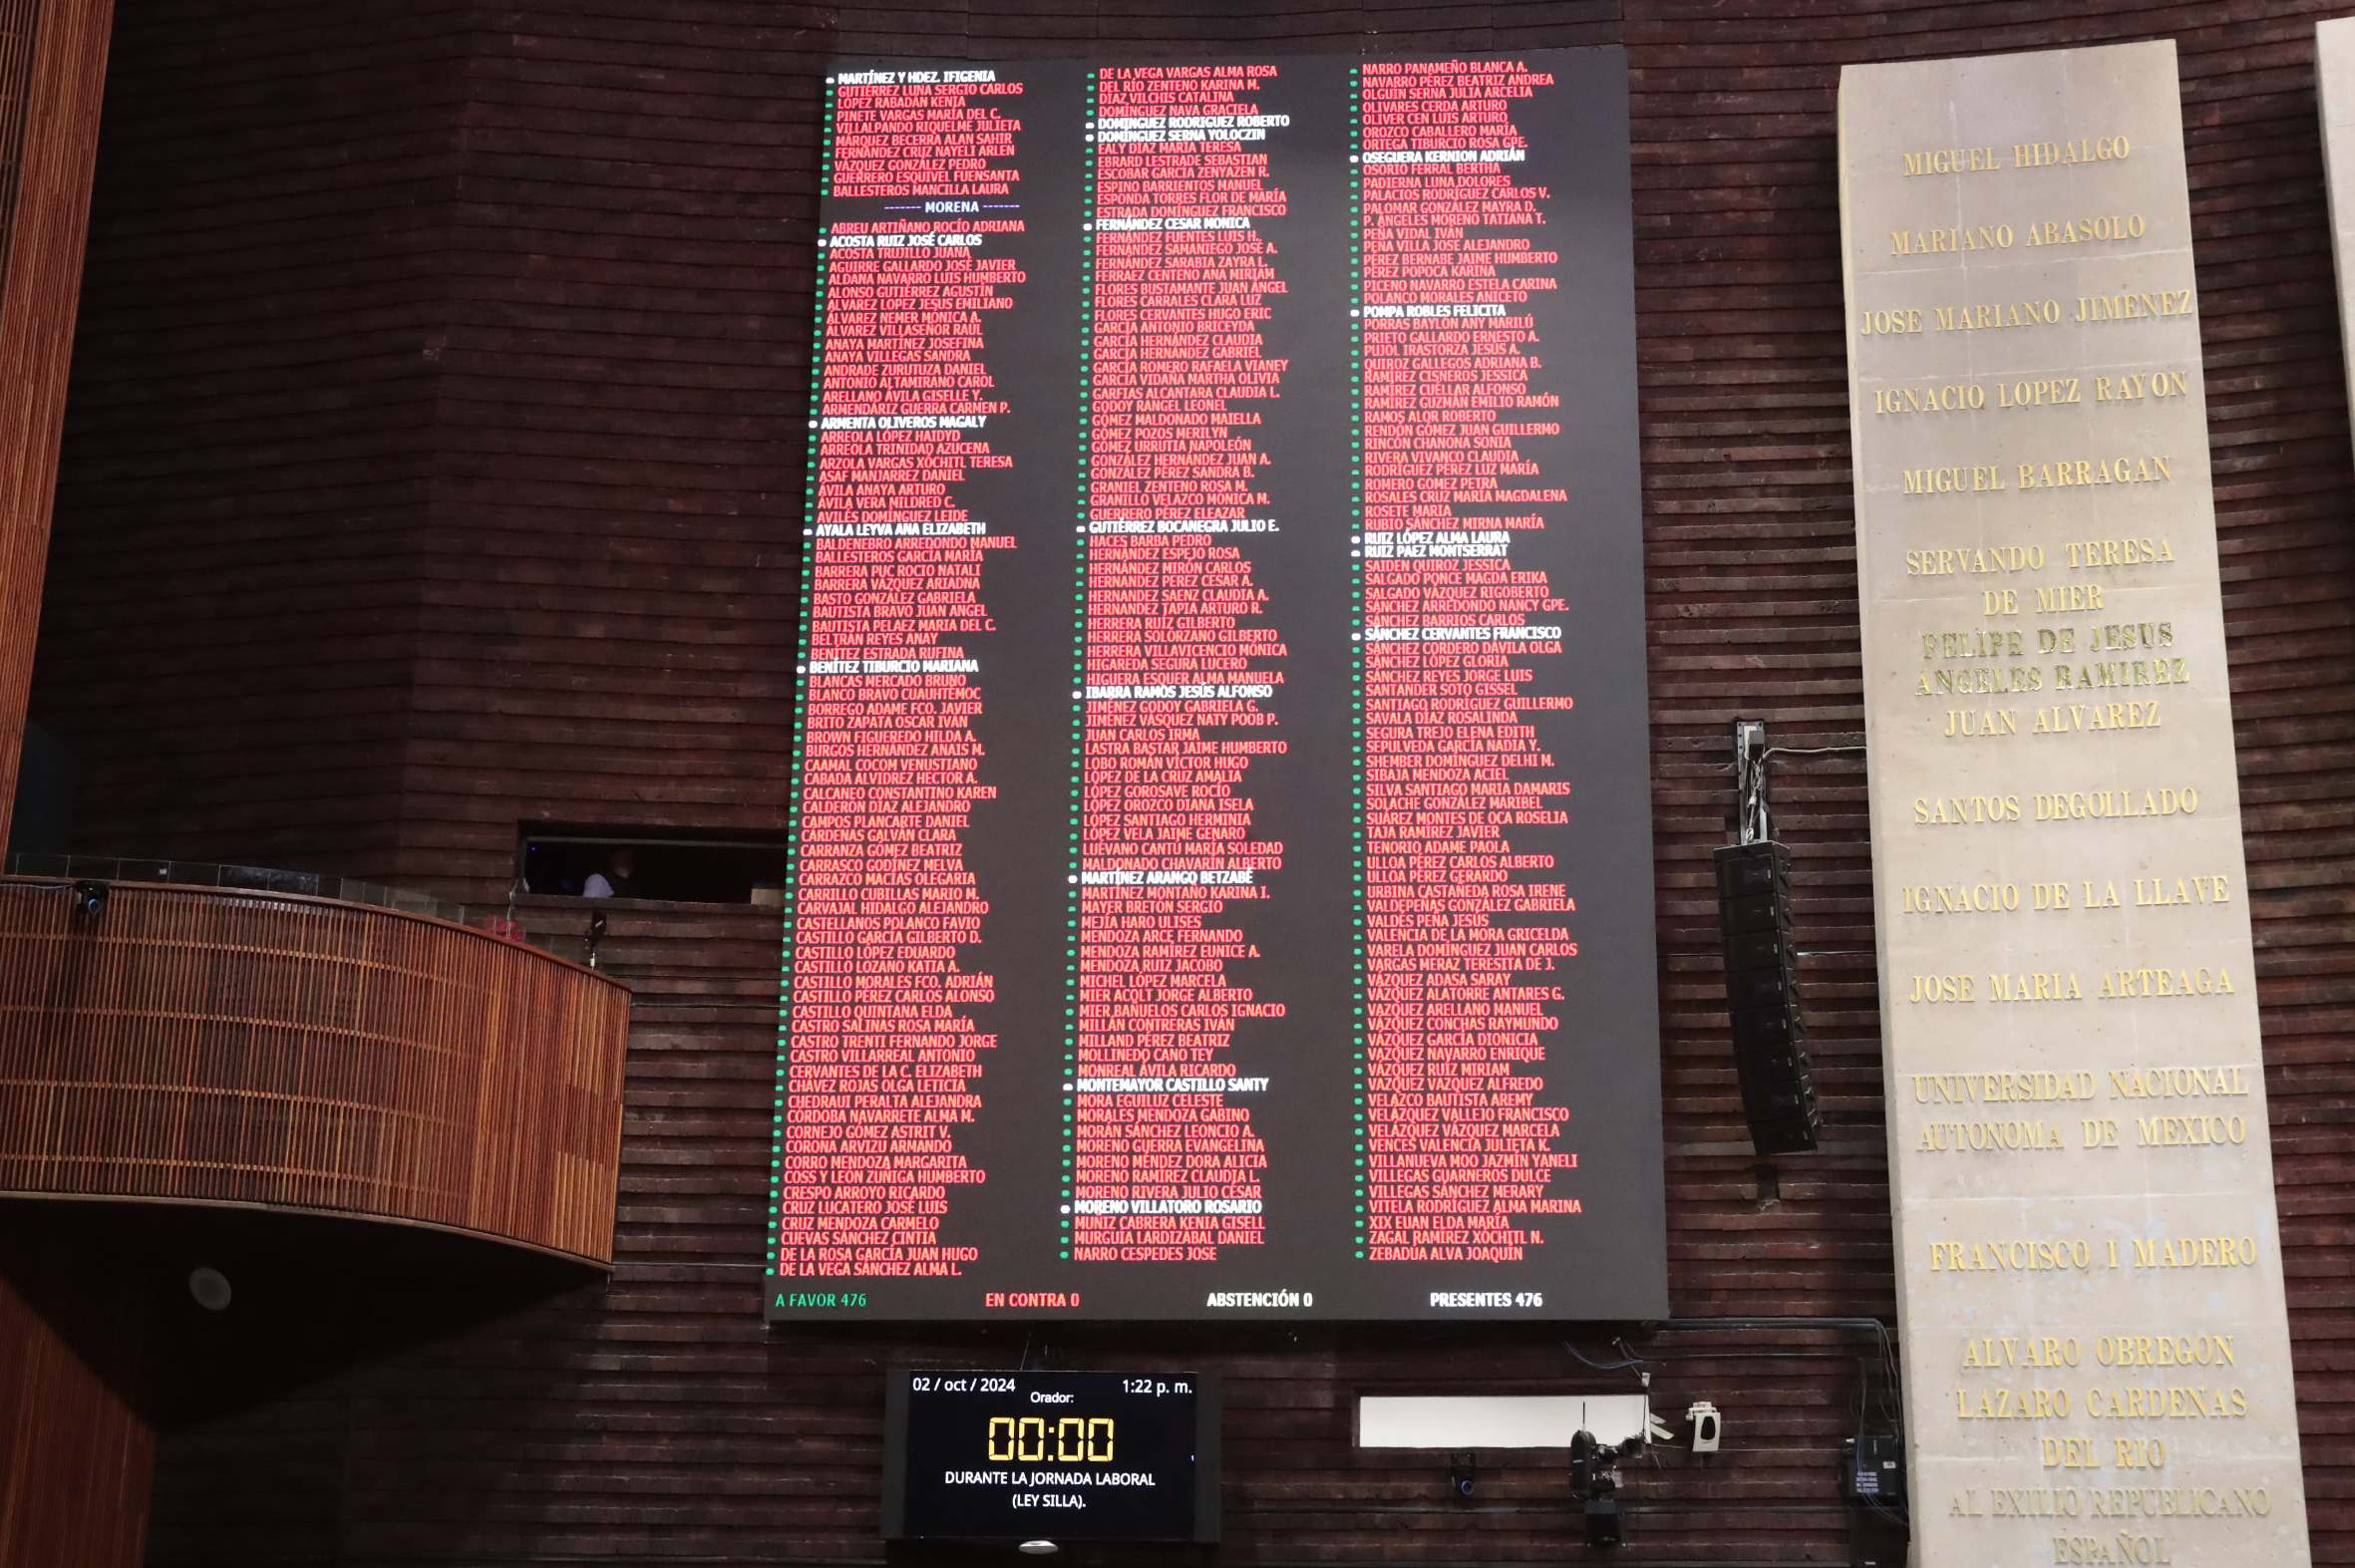 MARTÍNEZ Y HDEZ. IFIGENIA
GUTIÉRREZ LUNA SERGIO CARLOS
LÓPEZ RABADÁN KENIA
PINETE VARGAS MARÍA DEL C.
VILLALPANDO RIQUELME JULIETA
MÁRQUEZ BECERRA ALAN SAHIR
FERNÁNDEZ CRUZ NAYELI ARLEN
VÁZQUEZ GONZÁLEZ PEDRO
GUERRERO ESQUIVEL FUENSANTA
BALLESTEROS MANCILLA LAURA
------- MORENA -------
ABREU ARTIÑANO ROCÍO ADRIANA
ACOSTA RUIZ JOSÉ CARLOS
ACOSTA TRUJILLO JUANA
AGUIRRE GALLARDO JOSÉ JAVIER
ALDANA NAVARRO LUIS HUMBERTO
ALONSO GUTIÉRREZ AGUSTÍN
ÁLVAREZ LÓPEZ JESÚS EMILIANO
ÁLVAREZ NEMER MÓNICA A.
ÁLVAREZ VILLASEÑOR RAÚL
ANAYA MARTÍNEZ JOSEFINA
ANAYA VILLEGAS SANDRA
ANDRADE ZURUTUZA DANIEL
ANTONIO ALTAMIRANO CAROL
ARELLANO ÁVILA GISELLE Y.
ARMENDÁRIZ GUERRA CARMEN P.
ARMENTA OLIVEROS MAGALY
ARREOLA LÓPEZ HAIDYD
ARREOLA TRINIDAD AZUCENA
ARZOLA VARGAS XÓCHITL TERESA
ASAF MANJARREZ DANIEL
ÁVILA ANAYA ARTURO
ÁVILA VERA MILDRED C.
AVILÉS DOMÍNGUEZ LEIDE
AYALA LEYVA ANA ELIZABETH
BALDENEBRO ARREDONDO MANUEL
BALLESTEROS GARCÍA MARÍA
BARRERA PUC ROCÍO NATALÍ
BARRERA VÁZQUEZ ARIADNA
BASTO GONZÁLEZ GABRIELA
BAUTISTA BRAVO JUAN ÁNGEL
BAUTISTA PELÁEZ MARÍA DEL C.
BELTRÁN REYES ANAY
BENÍTEZ ESTRADA RUFINA
BENÍTEZ TIBURCIO MARIANA
BLANCAS MERCADO BRUNO
BLANCO BRAVO CUAUHTÉMOC
BORREGO ADAME FCO. JAVIER
BRITO ZAPATA OSCAR IVÁN
BROWN FIGUEREDO HILDA A.
BURGOS HERNÁNDEZ ANAIS M.
CAAMAL COCOM VENUSTIANO
CABADA ALVIDREZ HÉCTOR A.
CALCÁNEO CONSTANTINO KAREN
CALDERÓN DÍAZ ALEJANDRO
CAMPOS PLANCARTE DANIEL
CÁRDENAS GALVÁN CLARA
CARRANZA GÓMEZ BEATRIZ
CARRASCO GODÍNEZ MELVA
CARRAZCO MACÍAS OLEGARIA
CARRILLO CUBILLAS MARIO M.
CARVAJAL HIDALGO ALEJANDRO
CASTELLANOS POLANCO FAVIO
CASTILLO GARCÍA GILBERTO D.
CASTILLO LÓPEZ EDUARDO
CASTILLO LOZANO KATIA A.
CASTILLO MORALES FCO. ADRIÁN
CASTILLO PÉREZ CARLOS ALONSO
CASTILLO QUINTANA ELDA
CASTRO SALINAS ROSA MARÍA
CASTRO TRENTI FERNANDO JORGE
CASTRO VILLARREAL ANTONIO
CERVANTES DE LA C. ELIZABETH
CHÁVEZ ROJAS OLGA LETICIA
CHEDRAUI PERALTA ALEJANDRA
CÓRDOBA NAVARRETE ALMA M.
CORNEJO GÓMEZ ASTRIT V.
CORONA ARVIZU ARMANDO
CORRO MENDOZA MARGARITA
COSS Y LEÓN ZÚÑIGA HUMBERTO
CRESPO ARROYO RICARDO
CRUZ LUCATERO JOSÉ LUIS
CRUZ MENDOZA CARMELO
CUEVAS SÁNCHEZ CINTIA
DE LA ROSA GARCÍA JUAN HUGO
DE LA VEGA SÁNCHEZ ALMA L.
DE LA VEGA VARGAS ALMA ROSA
DEL RÍO ZENTENO KARINA M.
DÍAZ VILCHIS CATALINA
DOMÍNGUEZ NAVA GRACIELA
DOMÍNGUEZ RODRÍGUEZ ROBERTO
DOMÍNGUEZ SERNA YOLOCZIN
EALY DÍAZ MARÍA TERESA
EBRARD LESTRADE SEBASTIÁN
ESCOBAR GARCÍA ZENYAZEN R.
ESPINO BARRIENTOS MANUEL
ESPONDA TORRES FLOR DE MARÍA
ESTRADA DOMÍNGUEZ FRANCISCO
FERNÁNDEZ CESAR MÓNICA
FERNÁNDEZ FUENTES LUIS H.
FERNÁNDEZ SAMANIEGO JOSÉ A.
FERNÁNDEZ SARABIA ZAYRA L.
FERRAEZ CENTENO ANA MIRIAM
FLORES BUSTAMANTE JUAN ÁNGEL
FLORES CARRALES CLARA LUZ
FLORES CERVANTES HUGO ERIC
GARCÍA ANTONIO BRICEYDA
GARCÍA HERNÁNDEZ CLAUDIA
GARCÍA HERNÁNDEZ GABRIEL
GARCÍA ROMERO RAFAELA VIANEY
GARCÍA VIDAÑA MARTHA OLIVIA
GARFIAS ALCÁNTARA CLAUDIA L.
GODOY RANGEL LEONEL
GÓMEZ MALDONADO MAIELLA
GÓMEZ POZOS MERILYN
GÓMEZ URRUTIA NAPOLEÓN
GONZÁLEZ HERNÁNDEZ JUAN A.
GONZÁLEZ PÉREZ SANDRA B.
GRANIEL ZENTENO ROSA M.
GRANILLO VELAZCO MÓNICA M.
GUERRERO PÉREZ ELEAZAR
GUTIÉRREZ BOCANEGRA JULIO E.
HACES BARBA PEDRO
HERNÁNDEZ ESPEJO ROSA
HERNÁNDEZ MIRÓN CARLOS
HERNÁNDEZ PÉREZ CÉSAR A.
HERNÁNDEZ SÁENZ CLAUDIA A.
HERNÁNDEZ TAPIA ARTURO R.
HERRERA RUÍZ GILBERTO
HERRERA SOLÓRZANO GILBERTO
HERRERA VILLAVICENCIO MÓNICA
HIGAREDA SEGURA LUCERO
HIGUERA ESQUER ALMA MANUELA
IBARRA RAMOS JESÚS ALFONSO
JIMÉNEZ GODOY GABRIELA G.
JIMÉNEZ VÁSQUEZ NATY POOB P.
JUAN CARLOS IRMA
LASTRA BASTAR JAIME HUMBERTO
LOBO ROMÁN VÍCTOR HUGO
LÓPEZ DE LA CRUZ AMALIA
LÓPEZ GOROSAVE ROCÍO
LÓPEZ OROZCO DIANA ISELA
LÓPEZ SANTIAGO HERMINIA
LÓPEZ VELA JAIME GENARO
LUÉVANO CANTÚ MARÍA SOLEDAD
MALDONADO CHAVARÍN ALBERTO
MARTÍNEZ ARANGO BETZABÉ
MARTÍNEZ MONTAÑO KARINA I.
MAYER BRETÓN SERGIO
MEJÍA HARO ULISES
MENDOZA ARCE FERNANDO
MENDOZA RAMÍREZ EUNICE A.
MENDOZA RUIZ JACOBO
MICHEL LÓPEZ MARCELA
MIER ACOLT JORGE ALBERTO
MIER BAÑUELOS CARLOS IGNACIO
MILLÁN CONTRERAS IVÁN
MILLAND PÉREZ BEATRIZ
MOLLINEDO CANO TEY
MONREAL ÁVILA RICARDO
MONTEMAYOR CASTILLO SANTY
MORA EGUILUZ CELESTE
MORALES MENDOZA GABINO
MORÁN SÁNCHEZ LEONCIO A.
MORENO GUERRA EVANGELINA
MORENO MÉNDEZ DORA ALICIA
MORENO RAMÍREZ CLAUDIA L.
MORENO RIVERA JULIO CÉSAR
MORENO VILLATORO ROSARIO
MUÑIZ CABRERA KENIA GISELL
MURGUÍA LARDIZÁBAL DANIEL
NARRO CESPEDES JOSÉ
NARRO PANAMEÑO BLANCA A.
NAVARRO PÉREZ BEATRIZ ANDREA
OLGUÍN SERNA JULIA ARCELIA
OLIVARES CERDA ARTURO
OLIVER CEN LUIS ARTURO
OROZCO CABALLERO MARÍA
ORTEGA TIBURCIO ROSA GPE.
OSEGUERA KERNION ADRIÁN
OSORIO FERRAL BERTHA
PADIERNA LUNA DOLORES
PALACIOS RODRÍGUEZ CARLOS V.
PALOMAR GONZÁLEZ MAYRA D.
P. ÁNGELES MORENO TATIANA T.
PEÑA VIDAL IVÁN
PEÑA VILLA JOSÉ ALEJANDRO
PÉREZ BERNABE JAIME HUMBERTO
PÉREZ POPOCA KARINA
PICENO NAVARRO ESTELA CARINA
POLANCO MORALES ANICETO
POMPA ROBLES FELICITA
PORRAS BAYLÓN ANY MARILÚ
PRIETO GALLARDO ERNESTO A.
PUJOL IRASTORZA JESÚS A.
QUIROZ GALLEGOS ADRIANA B.
RAMÍREZ CISNEROS JESSICA
RAMÍREZ CUÉLLAR ALFONSO
RAMÍREZ GUZMÁN EMILIO RAMÓN
RAMOS ALOR ROBERTO
RENDÓN GÓMEZ JUAN GUILLERMO
RINCÓN CHANONA SONIA
RIVERA VIVANCO CLAUDIA
RODRÍGUEZ PÉREZ LUZ MARÍA
ROMERO GÓMEZ PETRA
ROSALES CRUZ MARÍA MAGDALENA
ROSETE MARIA
RUBIO SÁNCHEZ MIRNA MARÍA
RUIZ LÓPEZ ALMA LAURA
RUIZ PÁEZ MONTSERRAT
SAIDEN QUIROZ JESSICA
SALGADO PONCE MAGDA ERIKA
SALGADO VÁZQUEZ RIGOBERTO
SÁNCHEZ ARREDONDO NANCY GPE.
SÁNCHEZ BARRIOS CARLOS
SÁNCHEZ CERVANTES FRANCISCO
SÁNCHEZ CORDERO DÁVILA OLGA
SÁNCHEZ LÓPEZ GLORIA
SÁNCHEZ REYES JORGE LUIS
SANTANDER SOTO GISSEL
SANTIAGO RODRÍGUEZ GUILLERMO
SAVALA DÍAZ ROSALINDA
SEGURA TREJO ELENA EDITH
SEPÚLVEDA GARCÍA NADIA Y.
SHEMBER DOMÍNGUEZ DELHI M.
SIBAJA MENDOZA ACIEL
SILVA SANTIAGO MARÍA DAMARIS
SOLACHE GONZÁLEZ MARIBEL
SUÁREZ MONTES DE OCA ROSELIA
TAJA RAMÍREZ JAVIER
TENORIO ADAME PAOLA
ULLOA PÉREZ CARLOS ALBERTO
ULLOA PÉREZ GERARDO
URBINA CASTAÑEDA ROSA IRENE
VALDEPEÑAS GONZÁLEZ GABRIELA
VALDÉS PEÑA JESÚS
VALENCIA DE LA MORA GRICELDA
VARELA DOMÍNGUEZ JUAN CARLOS
VARGAS MERAZ TERESITA DE J.
VÁZQUEZ ADASA SARAY
VÁZQUEZ ALATORRE ANTARES G.
VÁZQUEZ ARELLANO MANUEL
VÁZQUEZ CONCHAS RAYMUNDO
VÁZQUEZ GARCÍA DIONICIA
VÁZQUEZ NAVARRO ENRIQUE
VÁZQUEZ RUÍZ MIRIAM
VÁZQUEZ VÁZQUEZ ALFREDO
VELAZCO BAUTISTA AREMY
VELÁZQUEZ VALLEJO FRANCISCO
VELÁZQUEZ VÁZQUEZ MARCELA
VENCES VALENCIA JULIETA K.
VILLANUEVA MOO JAZMÍN YANELI
VILLEGAS GUARNEROS DULCE
VILLEGAS SÁNCHEZ MERARY
VITELA RODRÍGUEZ ALMA MARINA
XIX EUAN ELDA MARÍA
ZAGAL RAMÍREZ XÓCHITL N.
ZEBADÚA ALVA JOAQUÍN
A FAVOR 476 EN CONTRA 0 ABSTENCIÓN 0 PRESENTES 476
02 / oct / 2024 1:22 p. m.
Orador:
00:00
DURANTE LA JORNADA LABORAL
(LEY SILLA).
MIGUEL HIDALGO
MARIANO ABASOLO
JOSE MARIANO JIMENEZ
IGNACIO LOPEZ RAYON
MIGUEL BARRAGAN
SERVANDO TERESA
DE MIER
FELIPE DE JESUS
ANGELES RAMIREZ
JUAN ALVAREZ
SANTOS DEGOLLADO
IGNACIO DE LA LLAVE
JOSE MARIA ARTEAGA
UNIVERSIDAD NACIONAL
AUTONOMA DE MEXICO
FRANCISCO I MADERO
ALVARO OBREGON
LAZARO CARDENAS
DEL RIO
AL EXILIO REPUBLICANO
ESPAÑOL